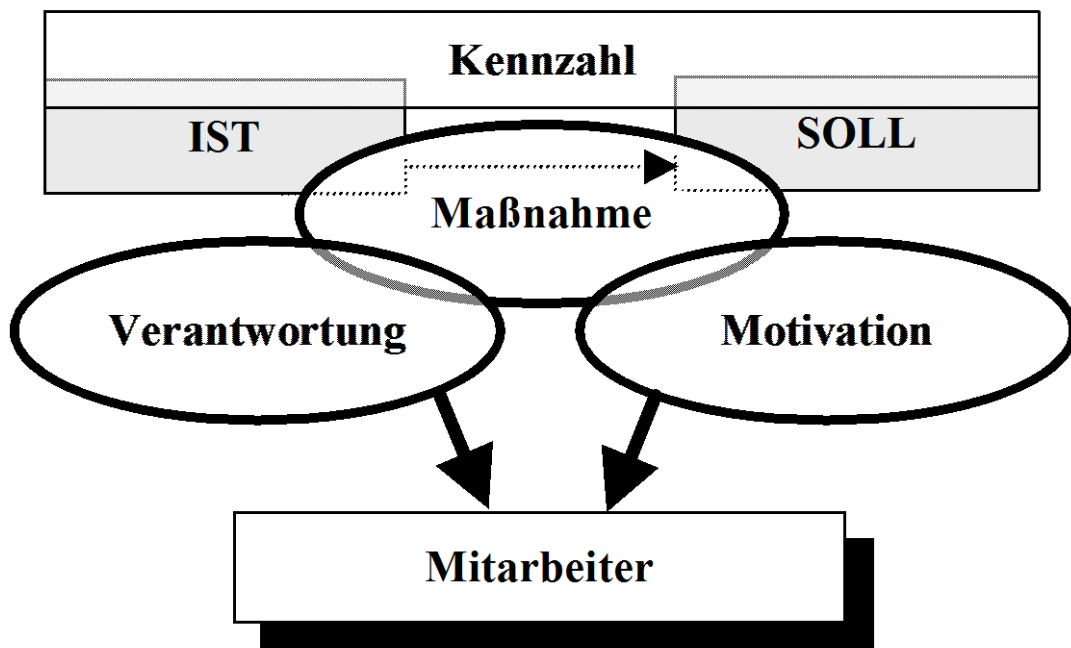 Kennzahl
IST
SOLL
Maßnahme
Verantwortung
Motivation
Mitarbeiter